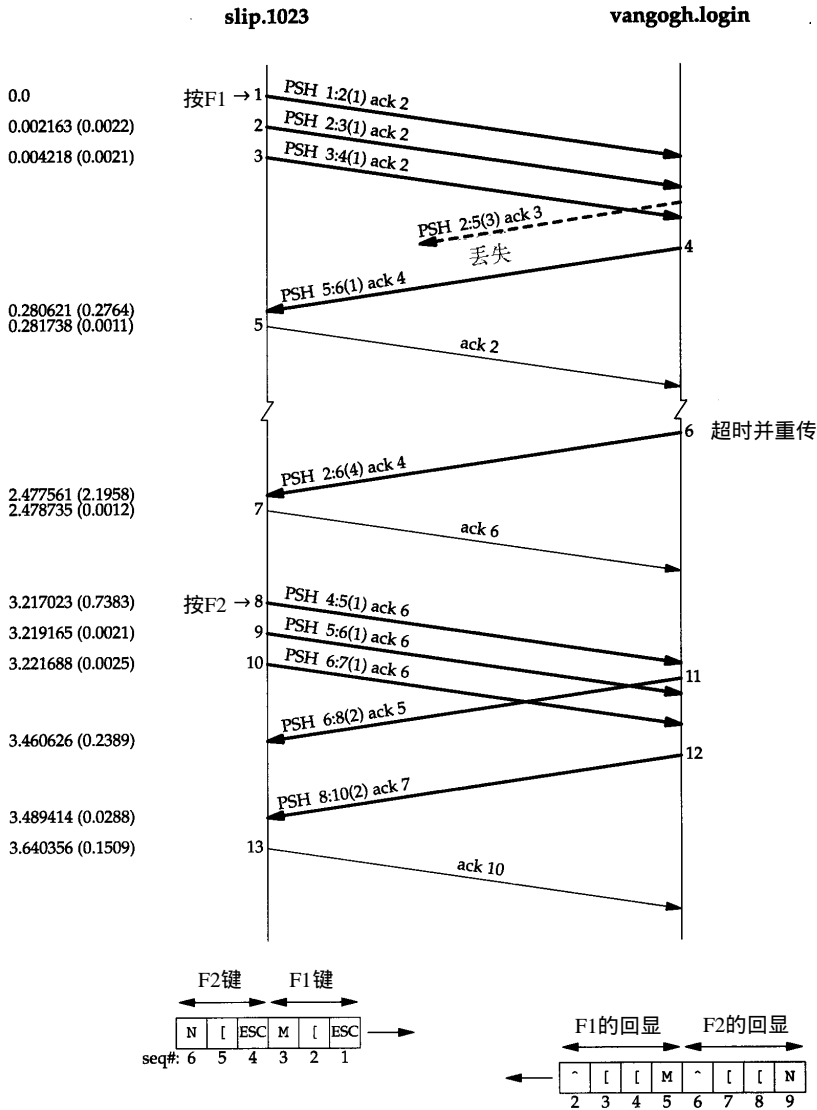 slip.1023 vangogh.login
0.0 按F1 → 1 PSH 1:2(1) ack 2
0.002163 (0.0022) 2 PSH 2:3(1) ack 2
0.004218 (0.0021) 3 PSH 3:4(1) ack 2
PSH 2:5(3) ack 3
丢失
4
PSH 5:6(1) ack 4
0.280621 (0.2764)
0.281738 (0.0011) 5
ack 2
6 超时并重传
PSH 2:6(4) ack 4
2.477561 (2.1958)
2.478735 (0.0012) 7
ack 6
3.217023 (0.7383) 按F2 → 8 PSH 4:5(1) ack 6
3.219165 (0.0021) 9 PSH 5:6(1) ack 6
3.221688 (0.0025) 10 PSH 6:7(1) ack 6
11
PSH 6:8(2) ack 5
3.460626 (0.2389)
12
PSH 8:10(2) ack 7
3.489414 (0.0288)
3.640356 (0.1509) 13
ack 10
F2键 F1键
N [ ESC M [ ESC
seq#: 6 5 4 3 2 1
F1的回显 F2的回显
^ [ [ M ^ [ [ N
2 3 4 5 6 7 8 9